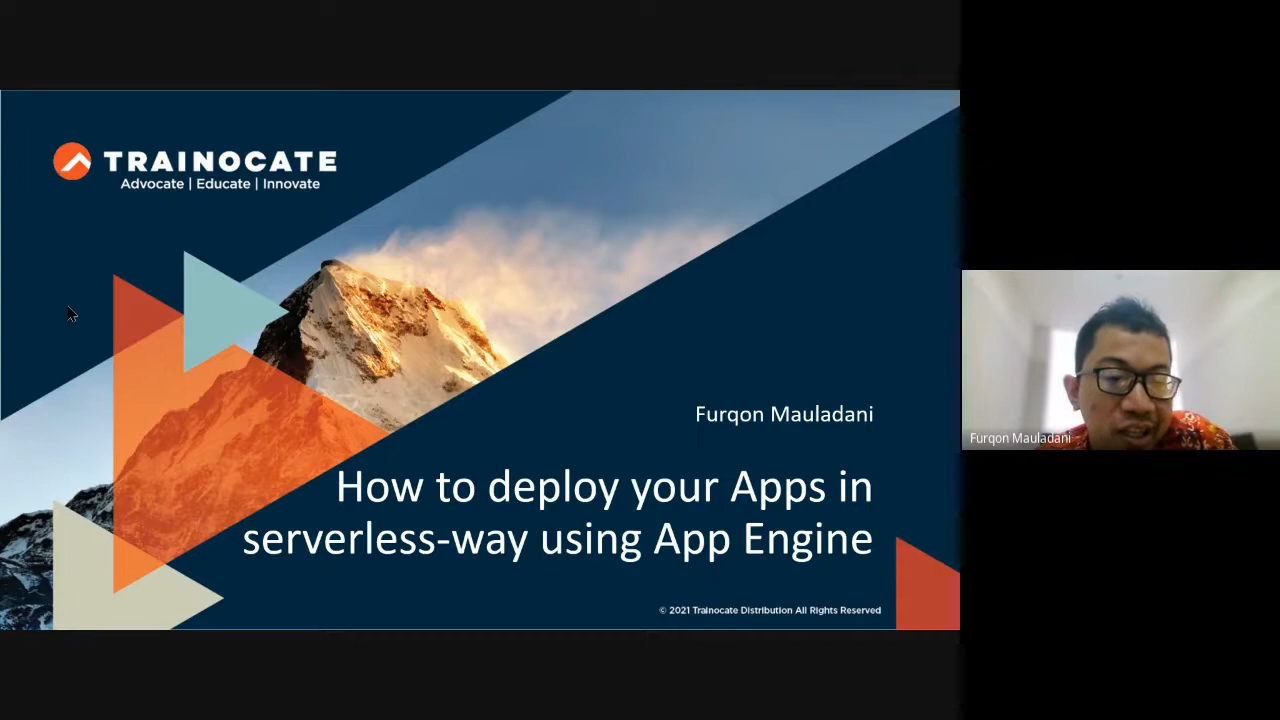 TRAINOCATE
Advocate | Educate | Innovate
Furqon Mauladani
How to deploy your Apps in
serverless-way using App Engine
© 2021 Trainocate Distribution All Rights Reserved
Furqon Mauladani